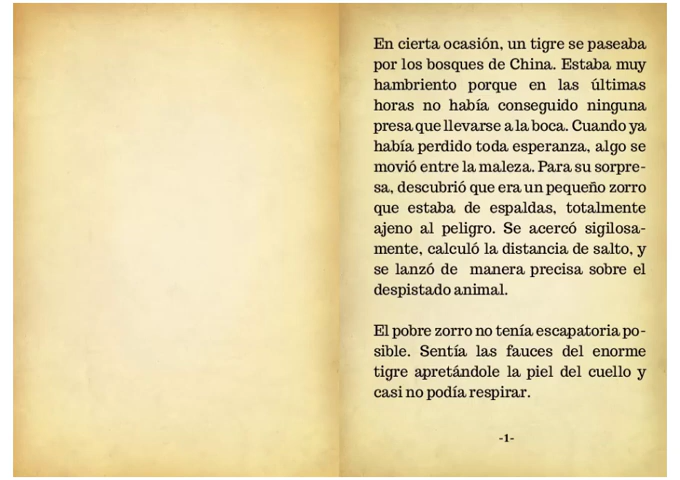 En cierta ocasión, un tigre se paseaba
por los bosques de China. Estaba muy
hambriento porque en las últimas
horas no había conseguido ninguna
presa que llevarse a la boca. Cuando ya
había perdido toda esperanza, algo se
movió entre la maleza. Para su sorpre-
sa, descubrió que era un pequeño zorro
que estaba de espaldas, totalmente
ajeno al peligro. Se acercó sigilosa-
mente, calculó la distancia de salto, y
se lanzó de manera precisa sobre el
despistado animal.

El pobre zorro no tenía escapatoria po-
sible. Sentía las fauces del enorme
tigre apretándole la piel del cuello y
casi no podía respirar.

-1-